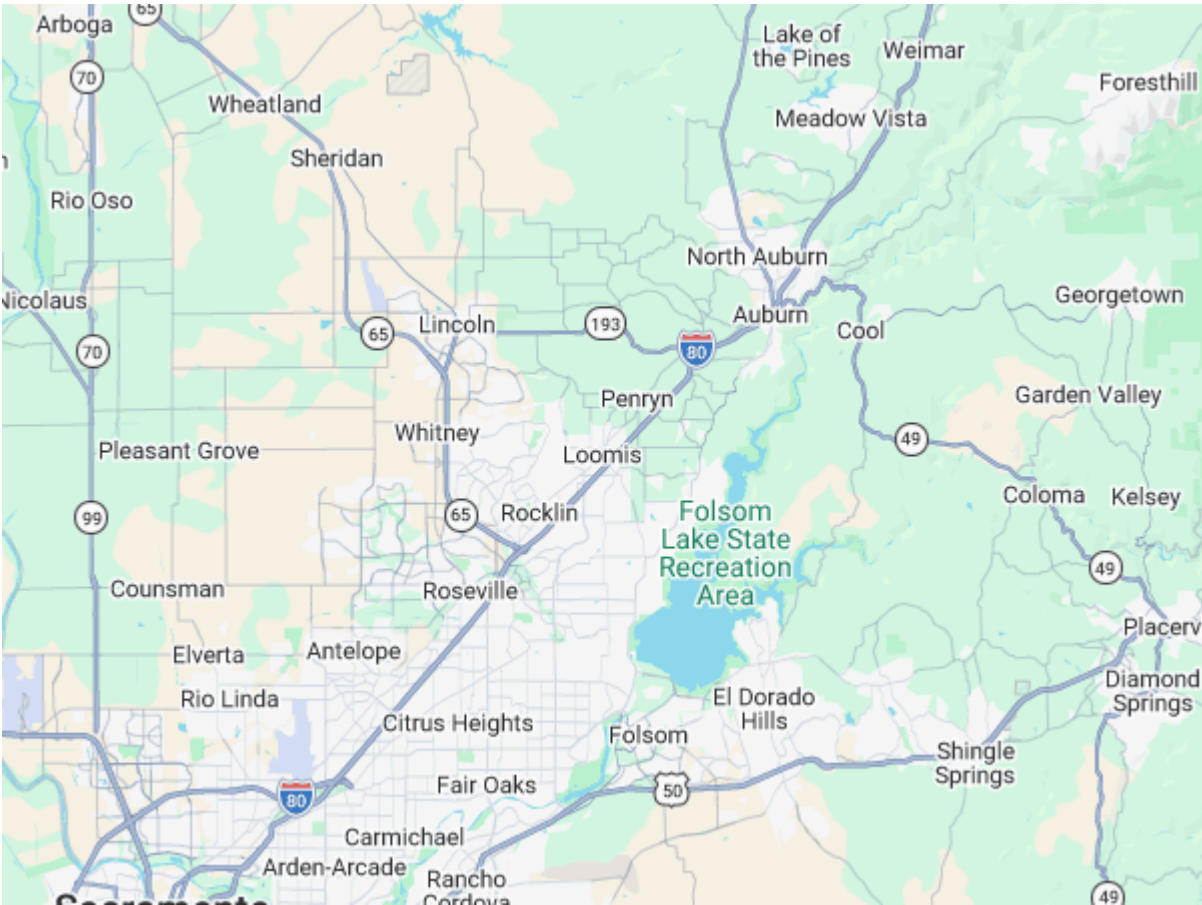 65
Arboga
Lake of
the Pines
Weimar
70
Foresthill
Wheatland
Meadow Vista
Sheridan
Rio Oso
North Auburn
Nicolaus
Georgetown
Auburn
Lincoln
193
65
Cool
70
80
Garden Valley
Penryn
Whitney
49
Pleasant Grove
Loomis
Coloma
Kelsey
99
65
Rocklin
Folsom
Lake State
Recreation
Area
49
Counsman
Roseville
Placerv
Antelope
Elverta
Diamond
Springs
Rio Linda
El Dorado
Hills
Citrus Heights
Folsom
Shingle
Springs
Fair Oaks
50
80
Carmichael
Arden-Arcade
Rancho
Cordova
49
Sacramento